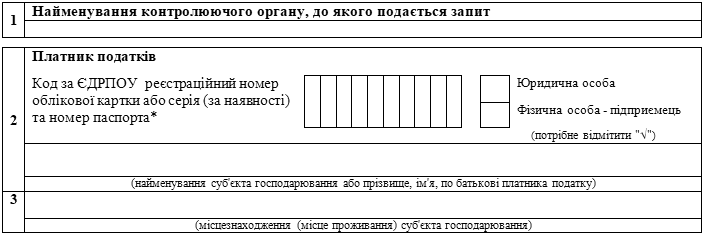 1
Найменування контролюючого органу, до якого подається запит
2
Платник податків
Код за ЄДРПОУ реєстраційний номер
облікової картки або серія (за наявності)
та номер паспорта*
Юридична особа
Фізична особа - підприємець
(потрібне відмітити "√")
(найменування суб'єкта господарювання або прізвище, ім'я, по батькові платника податку)
3
(місцезнаходження (місце проживання) суб'єкта господарювання)